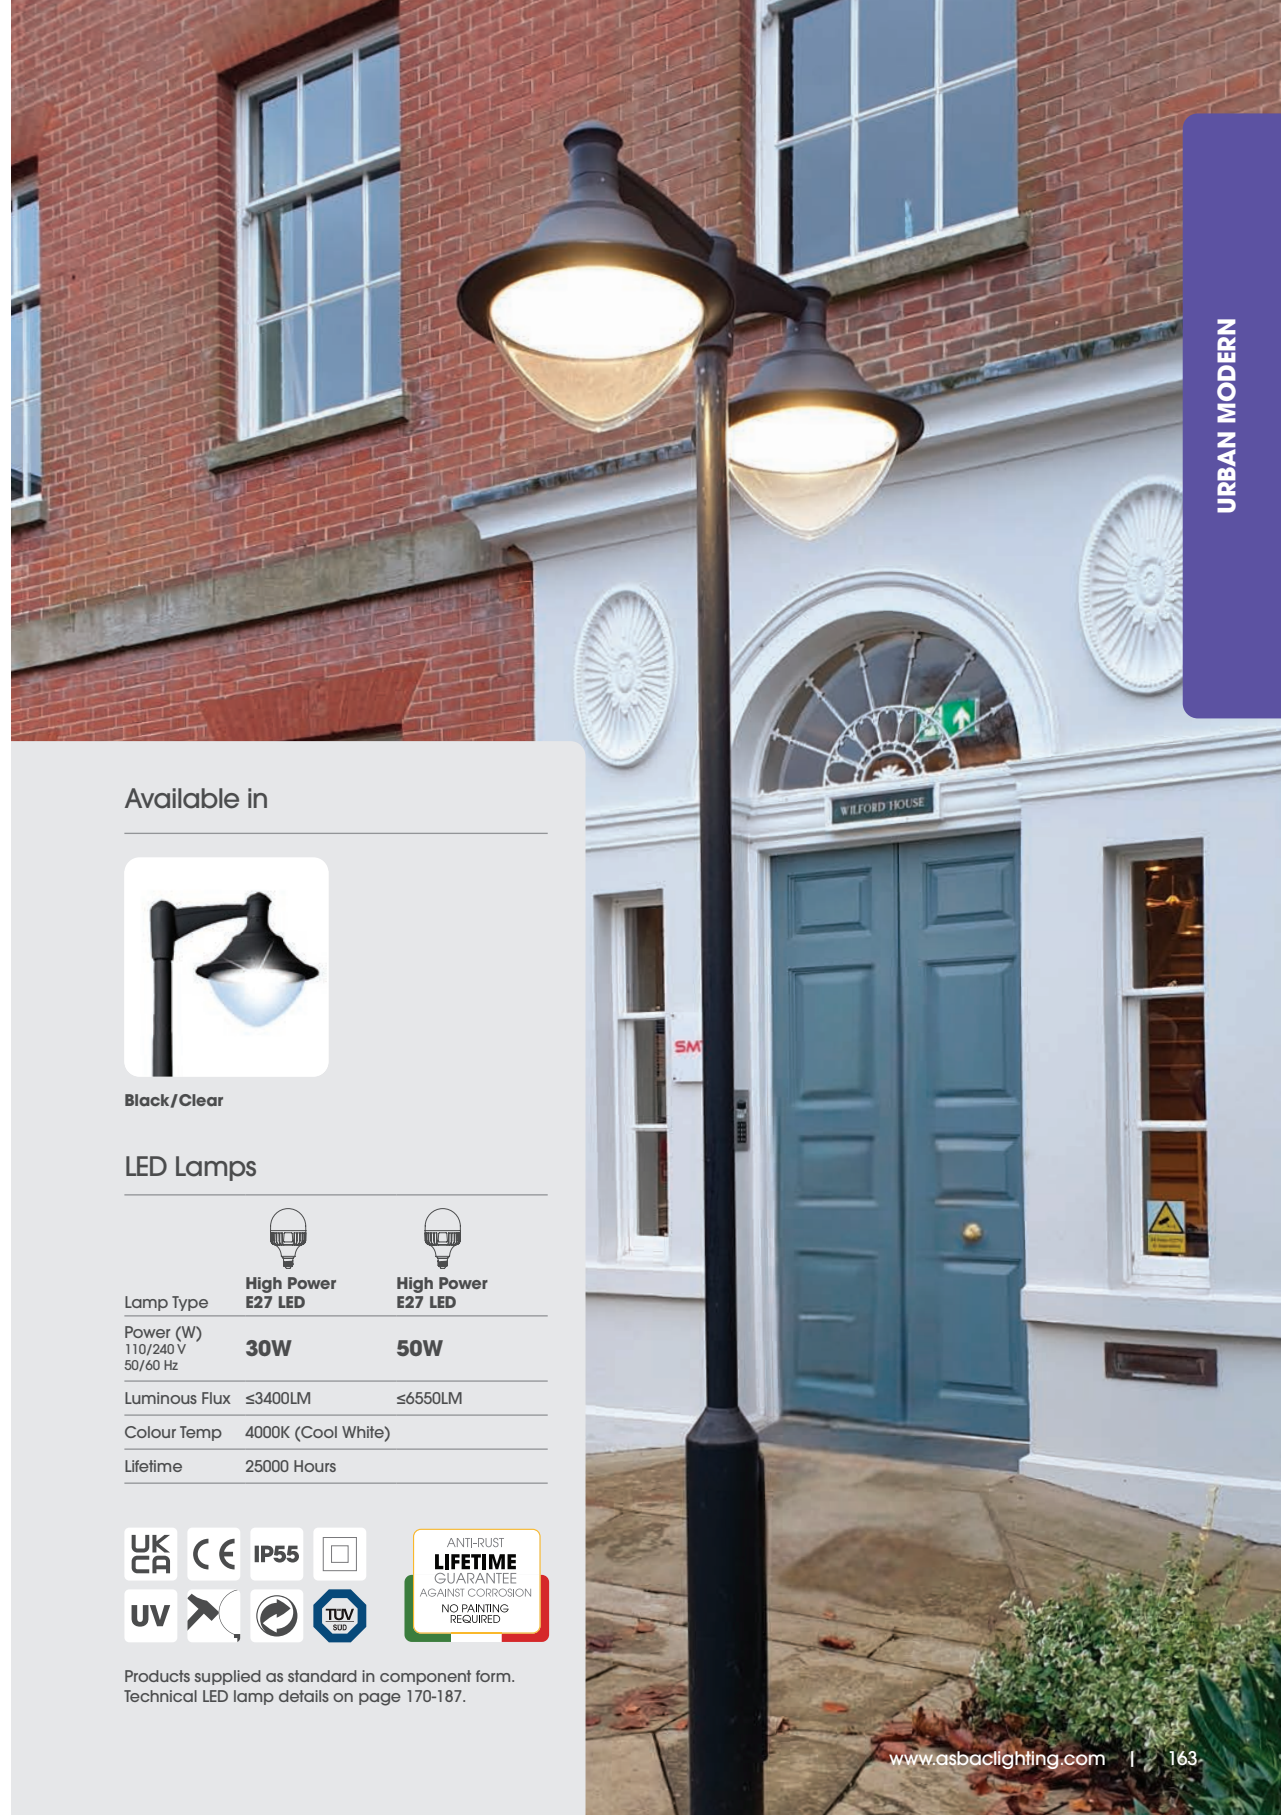 URBAN MODERN
WILFORD HOUSE
SM
Available in
Black/Clear
LED Lamps
Lamp Type
High Power
E27 LED
High Power
E27 LED
Power (W)
110/240 V
50/60 Hz
30W
50W
Luminous Flux ≤3400LM ≤6550LM
Colour Temp 4000K (Cool White)
Lifetime 25000 Hours
UK
CA
CE
IP55
UV
TÜV
SÜD
ANTI-RUST
LIFETIME
GUARANTEE
AGAINST CORROSION
NO PAINTING
REQUIRED
Products supplied as standard in component form.
Technical LED lamp details on page 170-187.
www.asbaclighting.com | 163